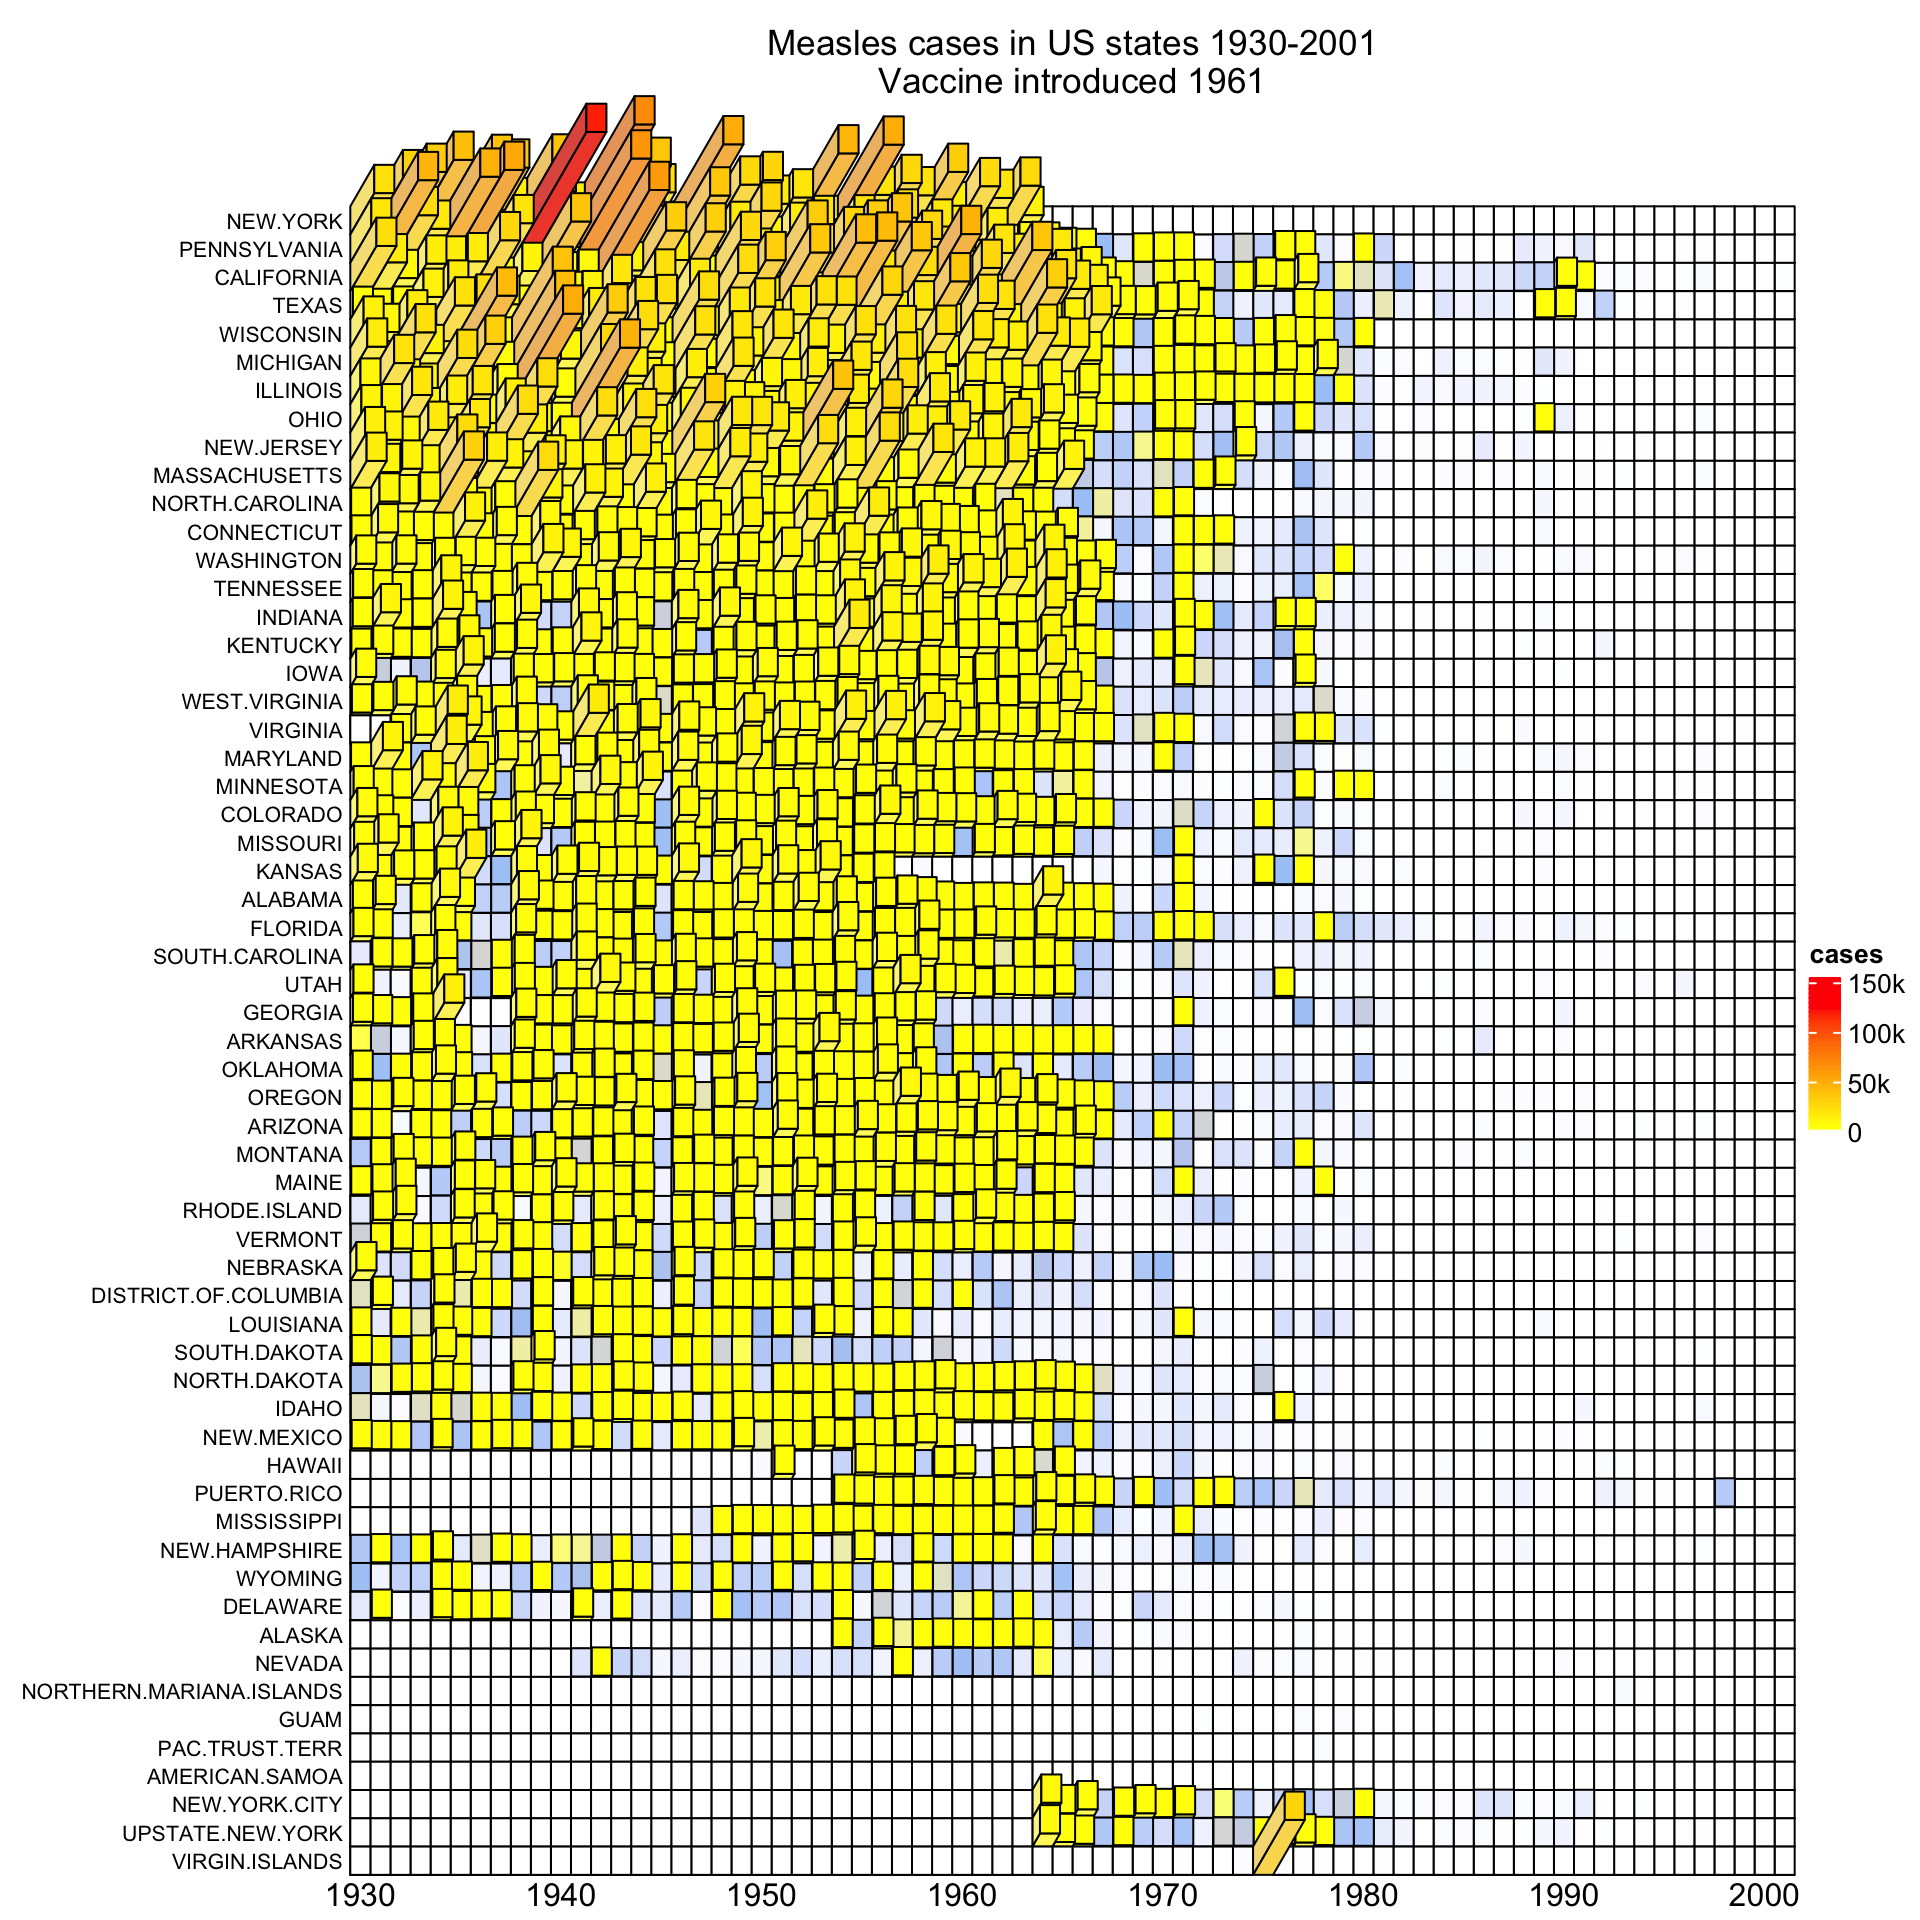 Measles cases in US states 1930-2001
Vaccine introduced 1961
NEW.YORK
PENNSYLVANIA
CALIFORNIA
TEXAS
WISCONSIN
MICHIGAN
ILLINOIS
OHIO
NEW.JERSEY
MASSACHUSETTS
NORTH.CAROLINA
CONNECTICUT
WASHINGTON
TENNESSEE
INDIANA
KENTUCKY
IOWA
WEST.VIRGINIA
VIRGINIA
MARYLAND
MINNESOTA
COLORADO
MISSOURI
KANSAS
ALABAMA
FLORIDA
SOUTH.CAROLINA
UTAH
GEORGIA
ARKANSAS
OKLAHOMA
OREGON
ARIZONA
MONTANA
MAINE
RHODE.ISLAND
VERMONT
NEBRASKA
DISTRICT.OF.COLUMBIA
LOUISIANA
SOUTH.DAKOTA
NORTH.DAKOTA
IDAHO
NEW.MEXICO
HAWAII
PUERTO.RICO
MISSISSIPPI
NEW.HAMPSHIRE
WYOMING
DELAWARE
ALASKA
NEVADA
NORTHERN.MARIANA.ISLANDS
GUAM
PAC.TRUST.TERR
AMERICAN.SAMOA
NEW.YORK.CITY
UPSTATE.NEW.YORK
VIRGIN.ISLANDS
1930 1940 1950 1960 1970 1980 1990 2000
cases
150k
100k
50k
0